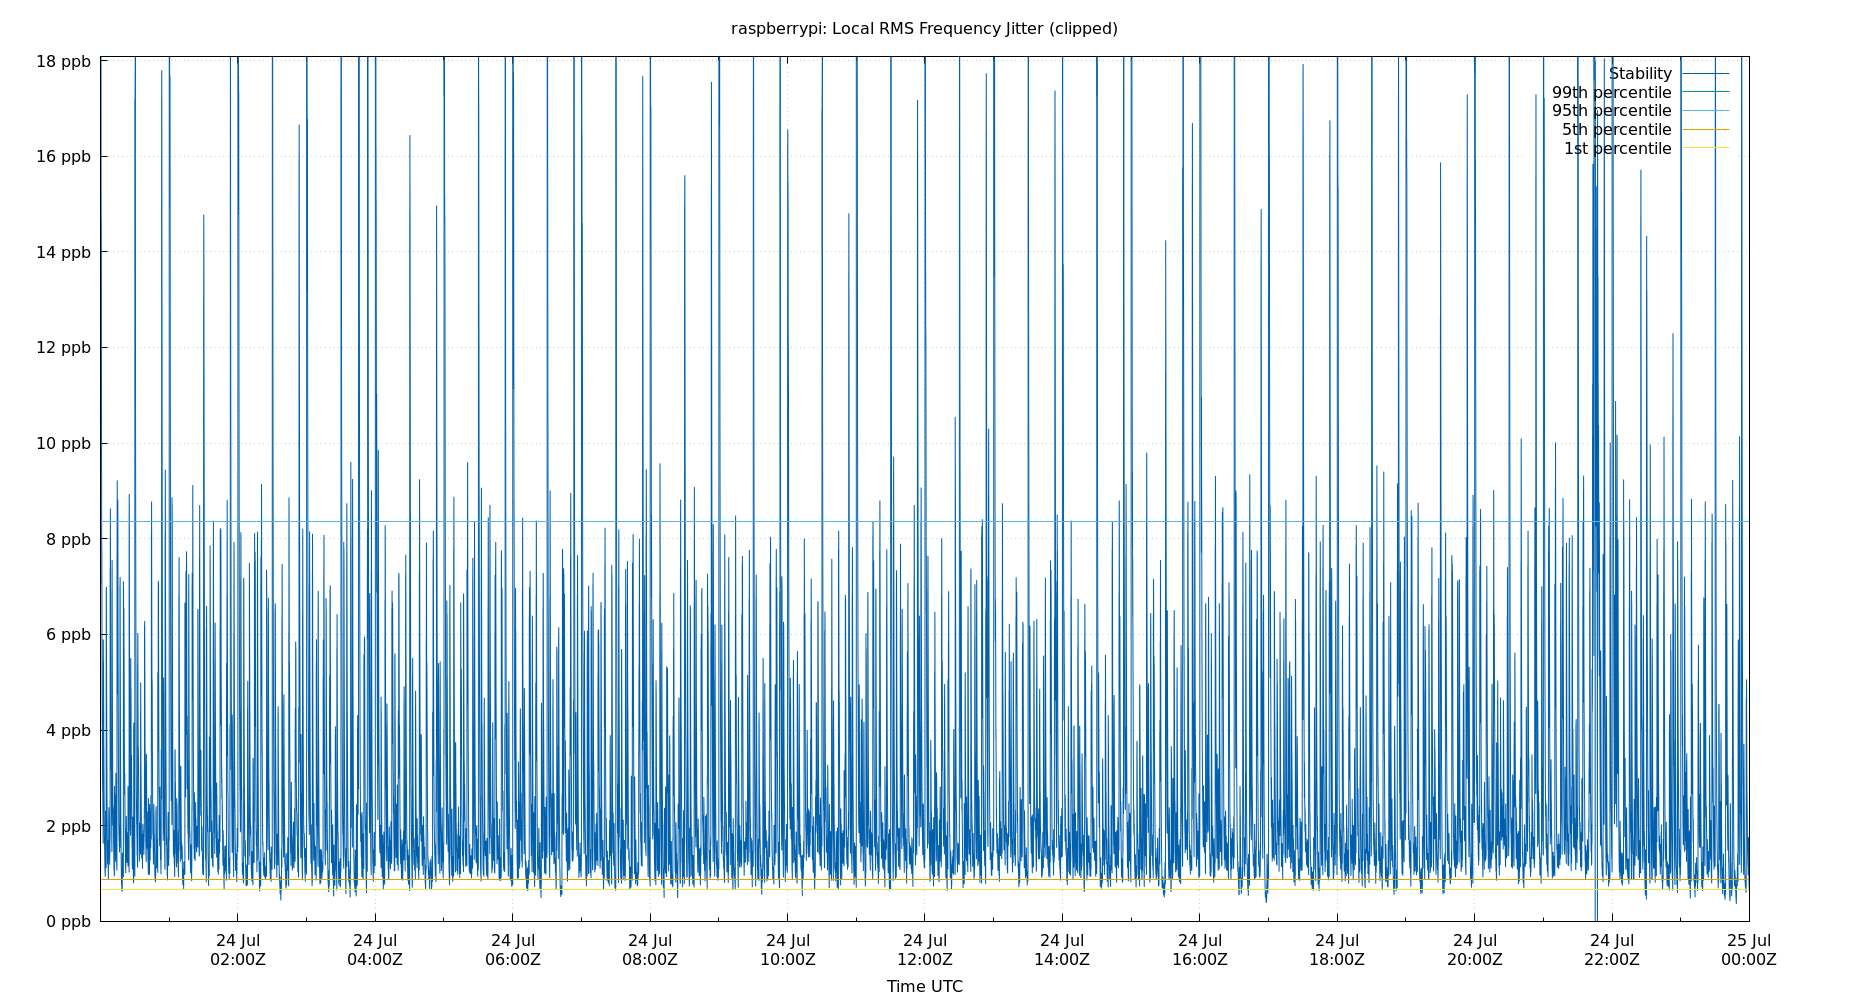 raspberrypi: Local RMS Frequency Jitter (clipped)
18 ppb
16 ppb
14 ppb
12 ppb
10 ppb
8 ppb
6 ppb
4 ppb
2 ppb
0 ppb
Stability
99th percentile
95th percentile
5th percentile
1st percentile
24 Jul 24 Jul 24 Jul 24 Jul 24 Jul 24 Jul 24 Jul 24 Jul 24 Jul 24 Jul 24 Jul 25 Jul
02:00Z 04:00Z 06:00Z 08:00Z 10:00Z 12:00Z 14:00Z 16:00Z 18:00Z 20:00Z 22:00Z 00:00Z
Time UTC